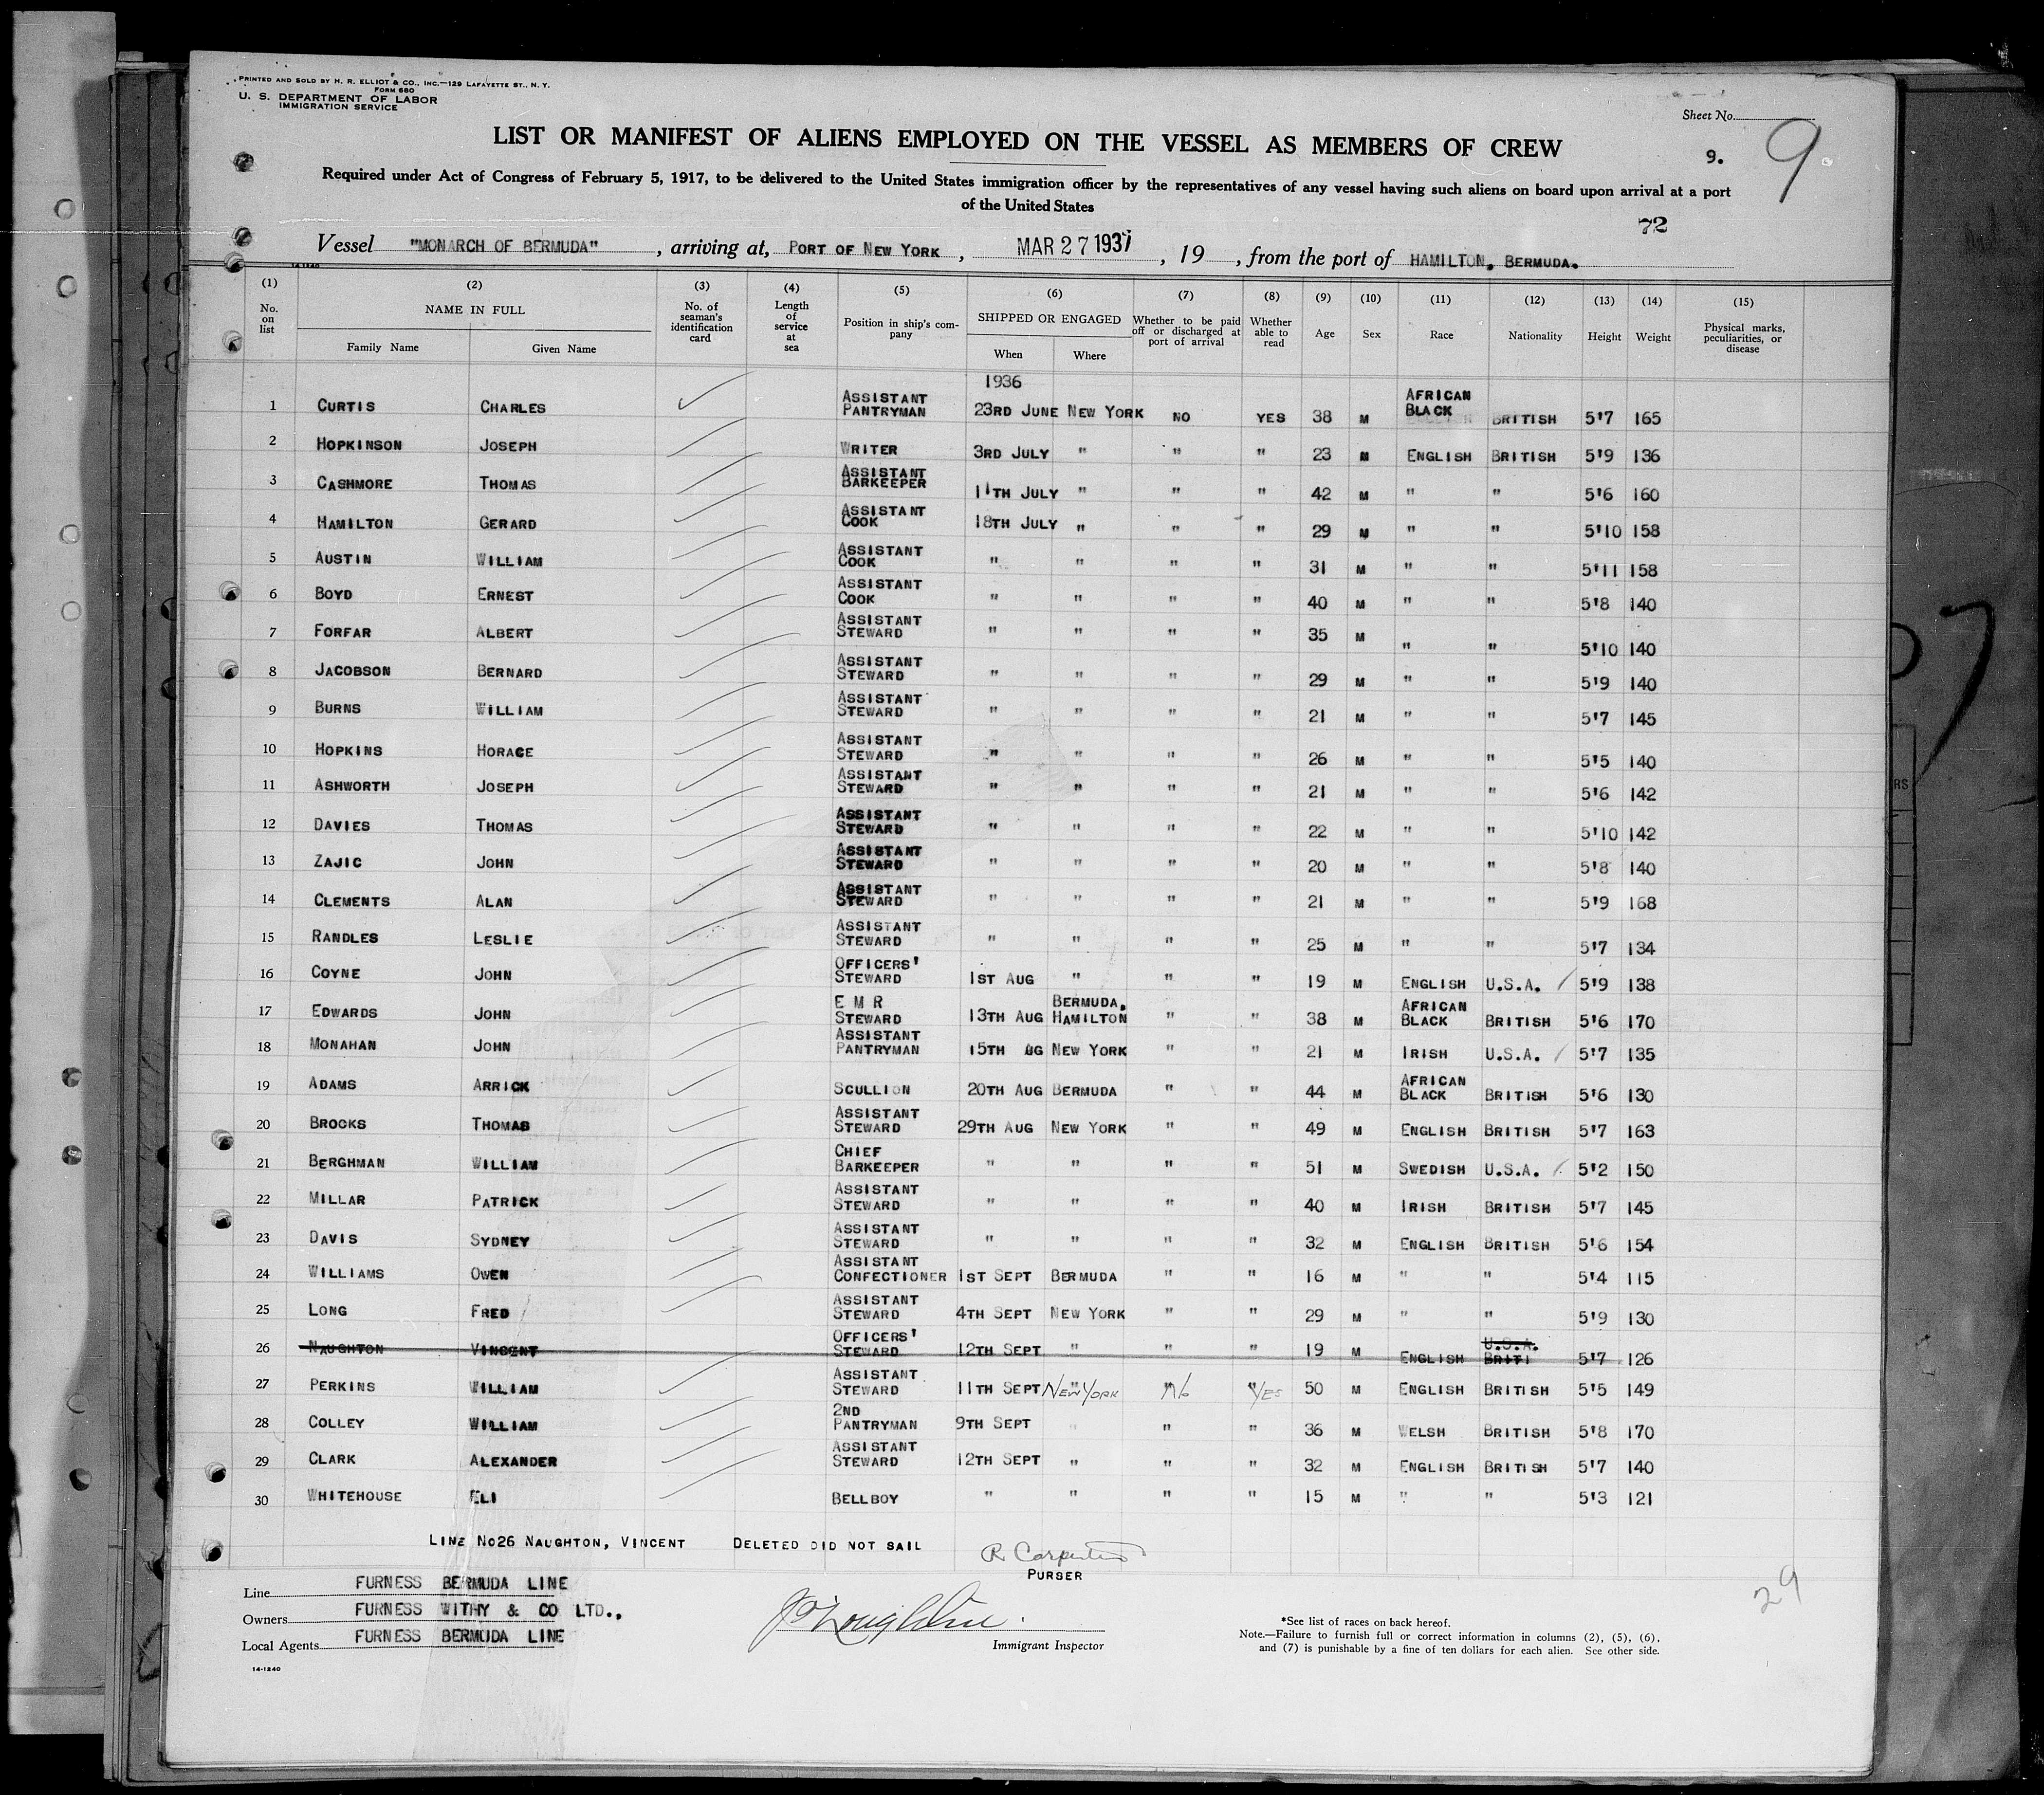 PRINTED AND SOLD BY H. R. ELLIOT & CO., INC.—129 LAFAYETTE ST., N. Y.
FORM 680
U. S. DEPARTMENT OF LABOR
IMMIGRATION SERVICE
Sheet No.
LIST OR MANIFEST OF ALIENS EMPLOYED ON THE VESSEL AS MEMBERS OF CREW
9. 9
Required under Act of Congress of February 5, 1917, to be delivered to the United States immigration officer by the representatives of any vessel having such aliens on board upon arrival at a port
of the United States
72
Vessel "MONARCH OF BERMUDA", arriving at, PORT OF NEW YORK, MAR 27 1937, 19 , from the port of HAMILTON, BERMUDA.
14-1240
(1) (2) (3) (4) (5) (6) (7) (8) (9) (10) (11) (12) (13) (14) (15)
No. on list NAME IN FULL Family Name Given Name No. of seaman's identification card Length of service at sea Position in ship's company SHIPPED OR ENGAGED When Where Whether to be paid off or discharged at port of arrival Whether able to read Age Sex Race Nationality Height Weight Physical marks, peculiarities, or disease
1936
1 CURTIS CHARLES ASSISTANT PANTRYMAN 23RD JUNE NEW YORK NO YES 38 M AFRICAN BLACK BRITISH 5'7 165
2 HOPKINSON JOSEPH WRITER 3RD JULY " " " 23 M ENGLISH BRITISH 5'9 136
3 CASHMORE THOMAS ASSISTANT BARKEEPER 11TH JULY " " " 42 M " " 5'6 160
4 HAMILTON GERARD ASSISTANT COOK 18TH JULY " " " 29 M " " 5'10 158
5 AUSTIN WILLIAM ASSISTANT COOK " " " " 31 M " " 5'11 158
6 BOYD ERNEST ASSISTANT COOK " " " " 40 M " " 5'8 140
7 FORFAR ALBERT ASSISTANT STEWARD " " " " 35 M " " 5'10 140
8 JACOBSON BERNARD ASSISTANT STEWARD " " " " 29 M " " 5'9 140
9 BURNS WILLIAM ASSISTANT STEWARD " " " " 21 M " " 5'7 145
10 HOPKINS HORACE ASSISTANT STEWARD " " " " 26 M " " 5'5 140
11 ASHWORTH JOSEPH ASSISTANT STEWARD " " " " 21 M " " 5'6 142
12 DAVIES THOMAS ASSISTANT STEWARD " " " " 22 M " " 5'10 142
13 ZAJIC JOHN ASSISTANT STEWARD " " " " 20 M " " 5'8 140
14 CLEMENTS ALAN ASSISTANT STEWARD " " " " 21 M " " 5'9 168
15 RANDLES LESLIE ASSISTANT STEWARD " " " " 25 M " " 5'7 134
16 COYNE JOHN OFFICERS' STEWARD 1ST AUG " " " 19 M ENGLISH U.S.A. 5'9 138
17 EDWARDS JOHN E M R STEWARD 13TH AUG BERMUDA, HAMILTON " " 38 M AFRICAN BLACK BRITISH 5'6 170
18 MONAHAN JOHN ASSISTANT PANTRYMAN 15TH AUG NEW YORK " " 21 M IRISH U.S.A. 5'7 135
19 ADAMS ARRICK SCULLION 20TH AUG BERMUDA " " 44 M AFRICAN BLACK BRITISH 5'6 130
20 BROOKS THOMAS ASSISTANT STEWARD 29TH AUG NEW YORK " " 49 M ENGLISH BRITISH 5'7 163
21 BERGHMAN WILLIAM CHIEF BARKEEPER " " " " 51 M SWEDISH U.S.A. 5'2 150
22 MILLAR PATRICK ASSISTANT STEWARD " " " " 40 M IRISH BRITISH 5'7 145
23 DAVIS SYDNEY ASSISTANT STEWARD " " " " 32 M ENGLISH BRITISH 5'6 154
24 WILLIAMS OWEN ASSISTANT CONFECTIONER 1ST SEPT BERMUDA " " 16 M " " 5'4 115
25 LONG FRED ASSISTANT STEWARD 4TH SEPT NEW YORK " " 29 M " " 5'9 130
26 NAUGHTON VINCENT OFFICERS' STEWARD 12TH SEPT " " " 19 M ENGLISH U.S.A. BRITI 5'7 126
27 PERKINS WILLIAM ASSISTANT STEWARD 11TH SEPT NEW YORK No YES 50 M ENGLISH BRITISH 5'5 149
28 COLLEY WILLIAM 2ND PANTRYMAN 9TH SEPT " " " 36 M WELSH BRITISH 5'8 170
29 CLARK ALEXANDER ASSISTANT STEWARD 12TH SEPT " " " 32 M ENGLISH BRITISH 5'7 140
30 WHITEHOUSE ELI BELLBOY " " " " 15 M " " 5'3 121
LINE NO26 NAUGHTON, VINCENT DELETED DID NOT SAIL
R. Carpenter
PURSER
Line FURNESS BERMUDA LINE
Owners FURNESS WITHY & CO LTD.,
Local Agents FURNESS BERMUDA LINE
14-1240
Immigrant Inspector
*See list of races on back hereof.
Note.—Failure to furnish full or correct information in columns (2), (5), (6),
and (7) is punishable by a fine of ten dollars for each alien. See other side.
29